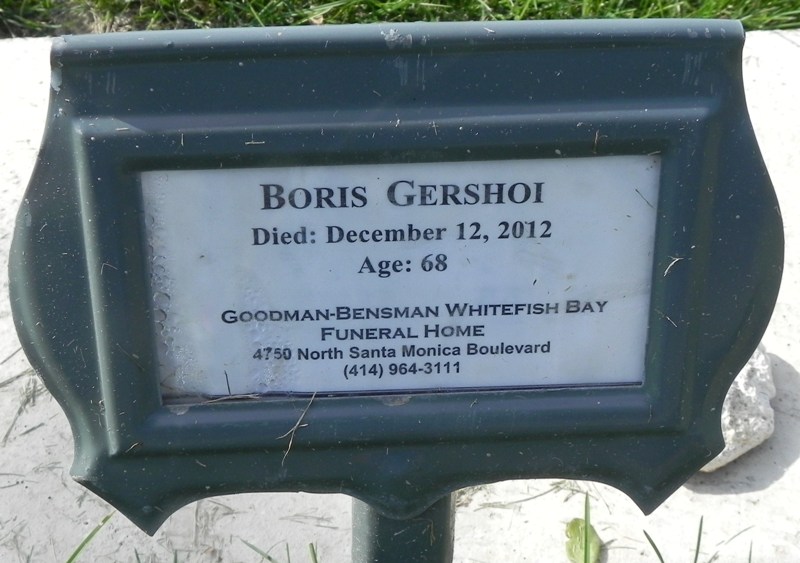 BORIS GERSHOI
Died: December 12, 2012
Age: 68
GOODMAN-BENSMAN WHITEFISH BAY
FUNERAL HOME
4750 North Santa Monica Boulevard
(414) 964-3111